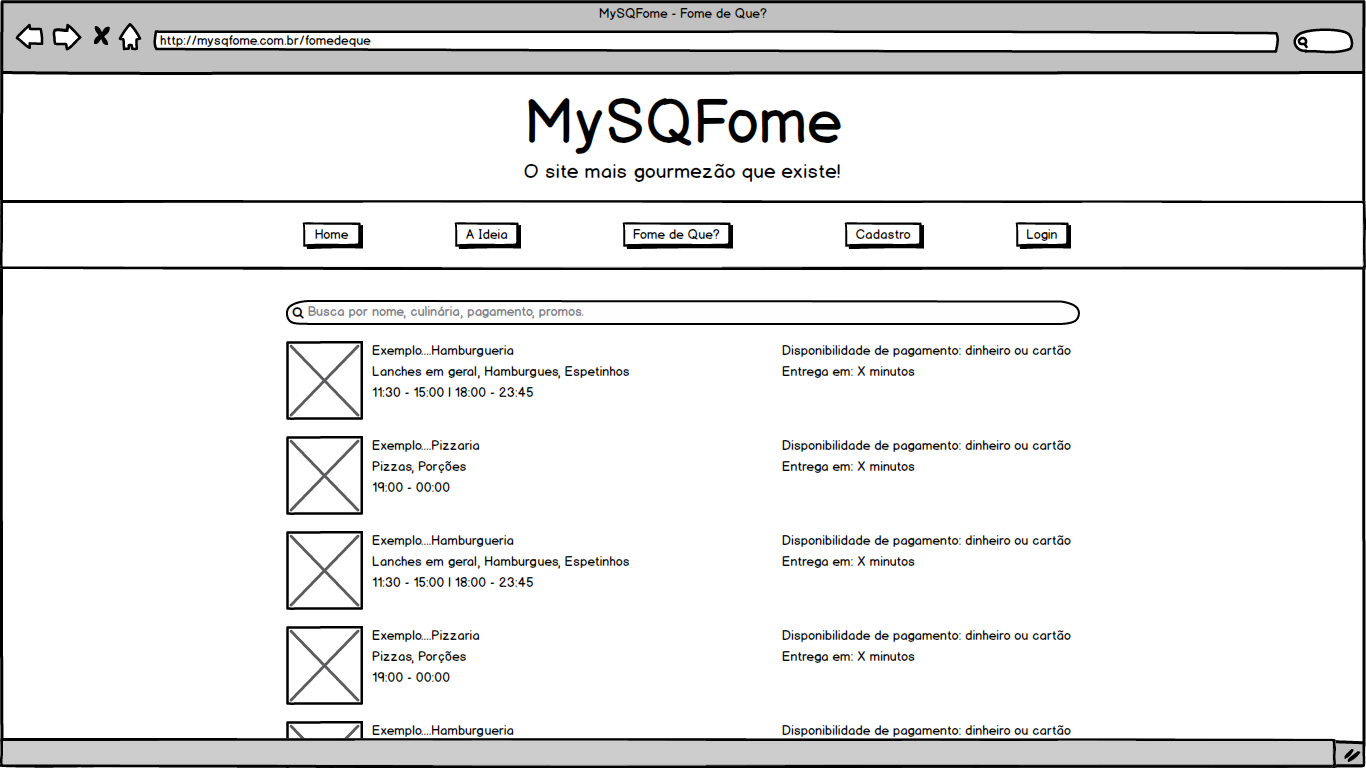 MySQFome - Fome de Que?
http://mysqfome.com.br/fomedeque
MySQFome
O site mais gourmezão que existe!
Home
A Ideia
Fome de Que?
Cadastro
Login
Busca por nome, culinária, pagamento, promos.
Exemplo....Hamburgueria
Disponibilidade de pagamento: dinheiro ou cartão
Lanches em geral, Hamburgues, Espetinhos
Entrega em: X minutos
11:30 - 15:00 | 18:00 - 23:45
Exemplo....Pizzaria
Disponibilidade de pagamento: dinheiro ou cartão
Pizzas, Porções
Entrega em: X minutos
19:00 - 00:00
Exemplo....Hamburgueria
Disponibilidade de pagamento: dinheiro ou cartão
Lanches em geral, Hamburgues, Espetinhos
Entrega em: X minutos
11:30 - 15:00 | 18:00 - 23:45
Exemplo....Pizzaria
Disponibilidade de pagamento: dinheiro ou cartão
Pizzas, Porções
Entrega em: X minutos
19:00 - 00:00
Exemplo....Hamburgueria
Disponibilidade de pagamento: dinheiro ou cartão